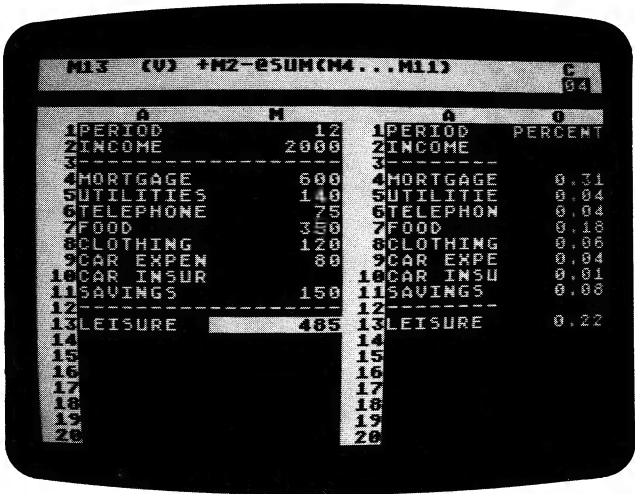 M13 (V) +M2-@SUM(M4...M11)
C
04
A M A O
1PERIOD 12 1PERIOD PERCENT
2INCOME 2000 2INCOME
3-------------------- 3--------
4MORTGAGE 600 4MORTGAGE 0.31
5UTILITIES 140 5UTILITIE 0.04
6TELEPHONE 75 6TELEPHON 0.04
7FOOD 350 7FOOD 0.18
8CLOTHING 120 8CLOTHING 0.06
9CAR EXPEN 80 9CAR EXPE 0.04
10CAR INSUR 10CAR INSU 0.01
11SAVINGS 150 11SAVINGS 0.08
12-------------------- 12--------
13LEISURE 485 13LEISURE 0.22
14 14
15 15
16 16
17 17
18 18
19 19
20 20